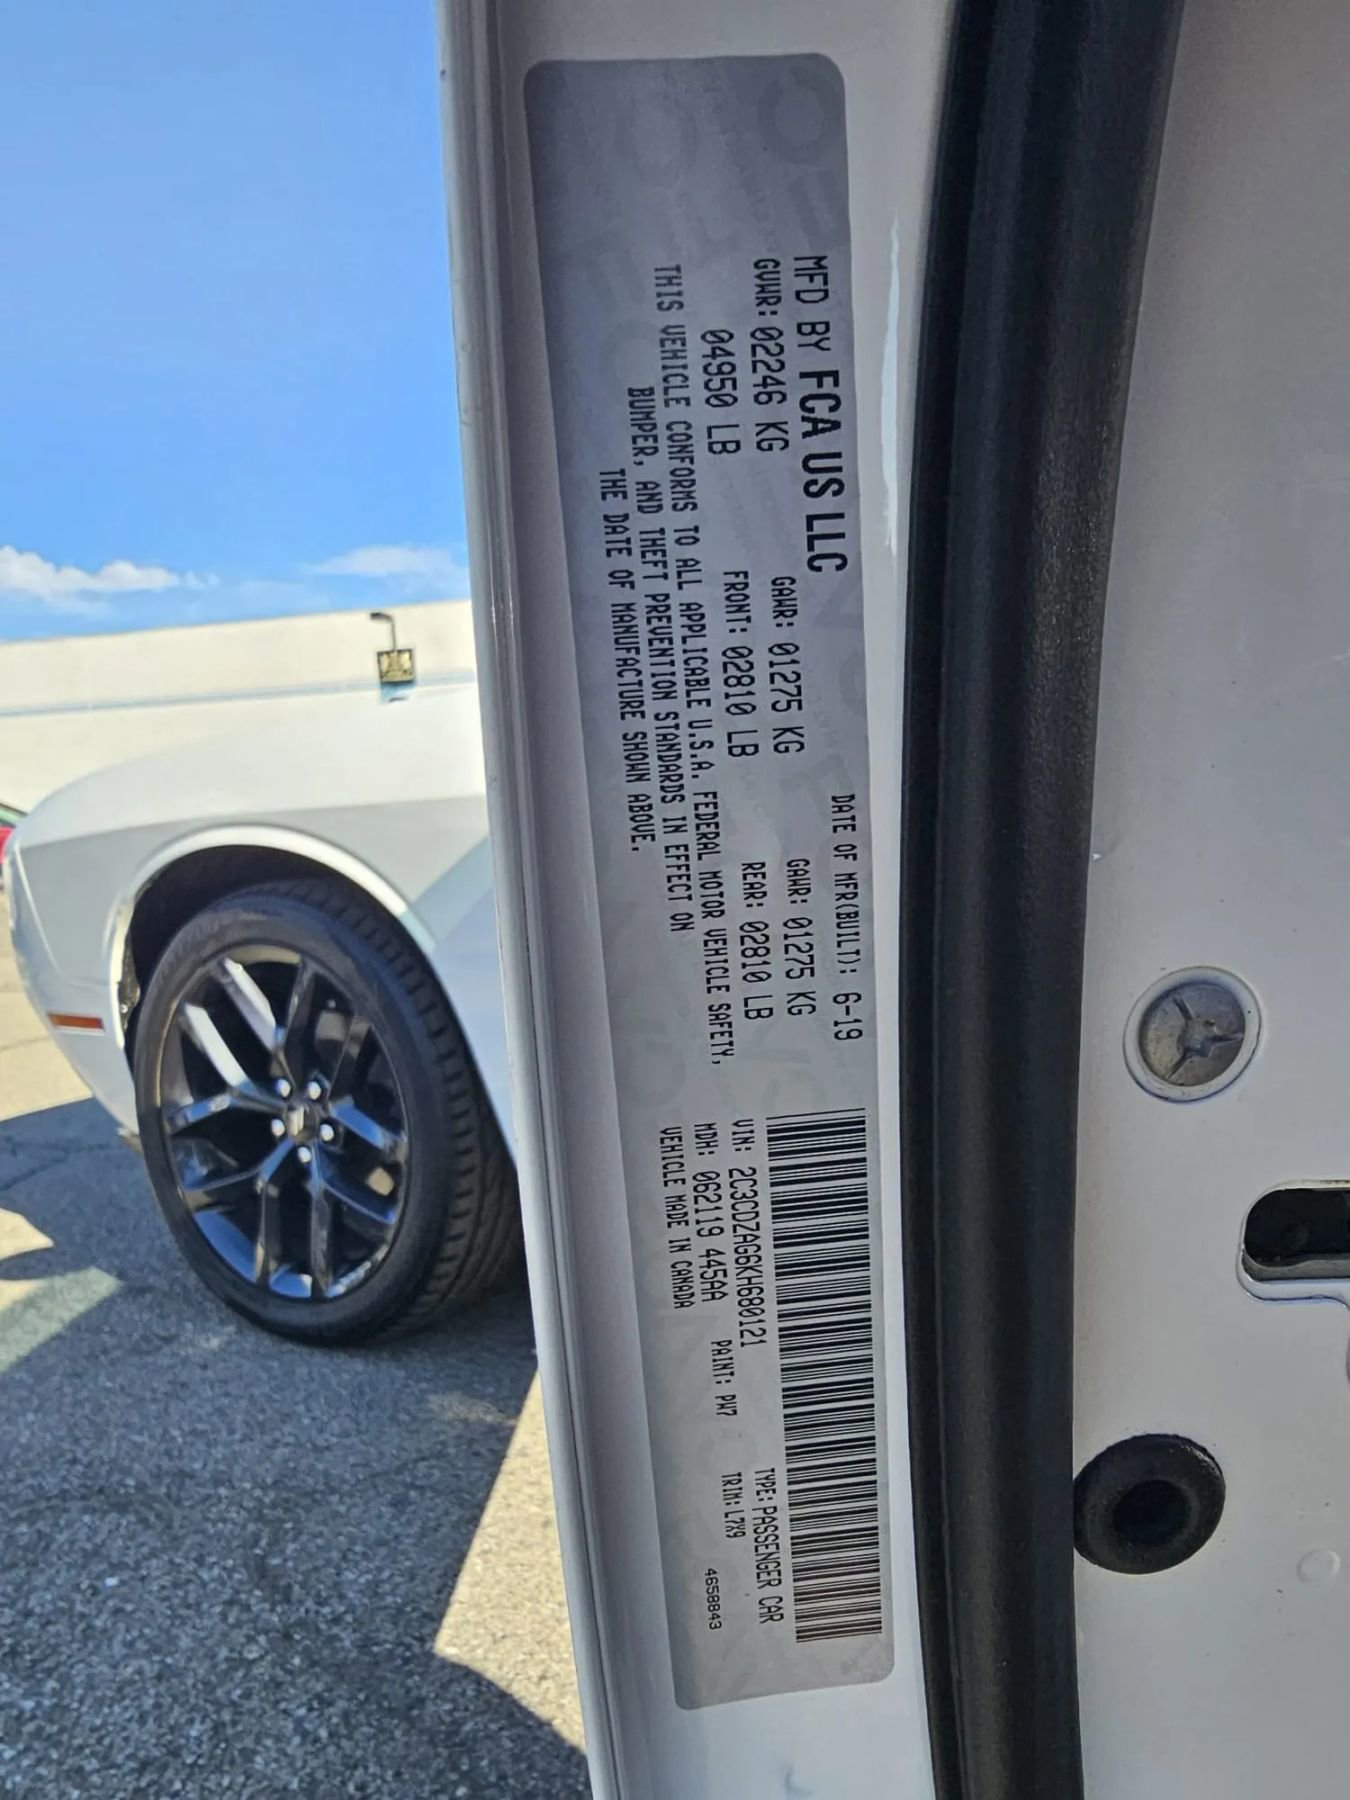 MFD BY FCA US LLC
DATE OF MFR(BUILT): 6-19
GVWR: 02246 KG
04950 LB
GAWR: 01275 KG
FRONT: 02810 LB
GAWR: 01275 KG
REAR: 02810 LB
THIS VEHICLE CONFORMS TO ALL APPLICABLE U.S.A. FEDERAL MOTOR VEHICLE SAFETY,
BUMPER, AND THEFT PREVENTION STANDARDS IN EFFECT ON
THE DATE OF MANUFACTURE SHOWN ABOVE.
VIN: 2C3CDZAG6KH680121
TYPE: PASSENGER CAR
MDH: 062119 445AA
PAINT: PW7
TRIM: L7X9
VEHICLE MADE IN CANADA
4658843